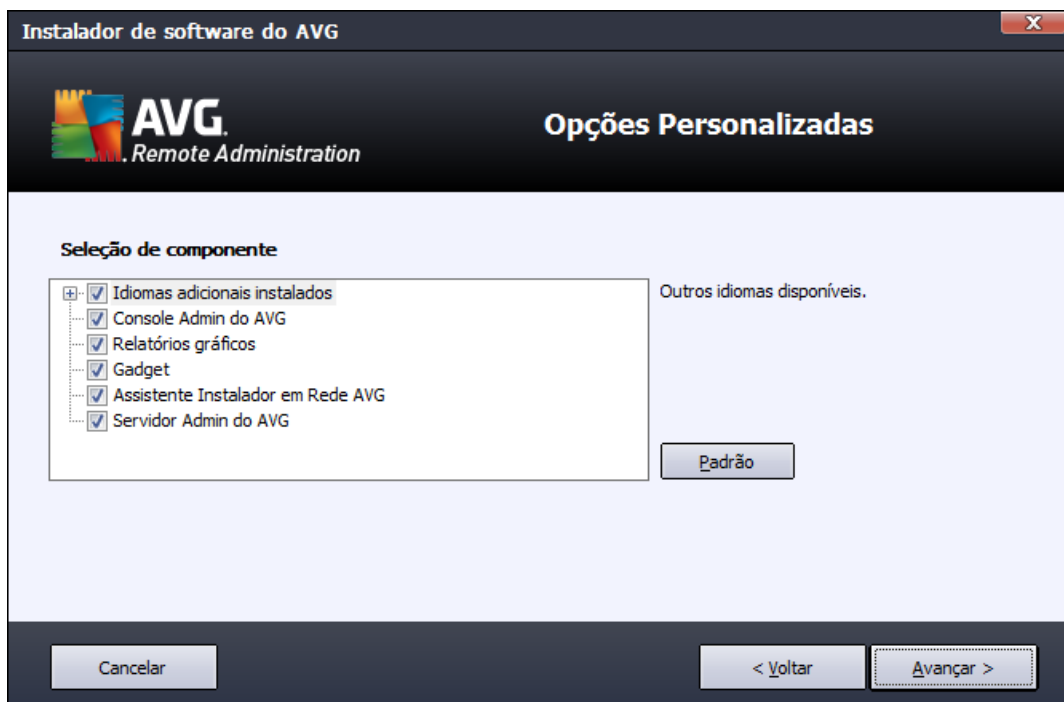 Instalador de software do AVG
AVG.
Remote Administration
Opções Personalizadas
Seleção de componente
Idiomas adicionais instalados
Outros idiomas disponíveis.
Console Admin do AVG
Relatórios gráficos
Gadget
Assistente Instalador em Rede AVG
Servidor Admin do AVG
Padrão
Cancelar
< Voltar
Avançar >